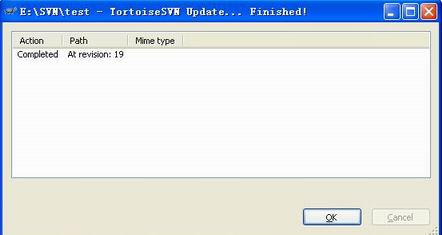 E:\SVN\test - TortoiseSVN Update... Finished!
Action Path Mime type
Completed At revision: 19
OK Cancel